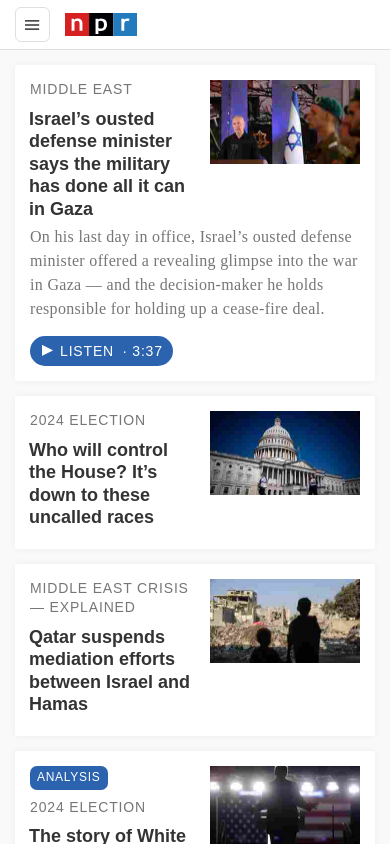 npr
MIDDLE EAST
Israel’s ousted
defense minister
says the military
has done all it can
in Gaza
On his last day in office, Israel’s ousted defense
minister offered a revealing glimpse into the war
in Gaza — and the decision-maker he holds
responsible for holding up a cease-fire deal.
LISTEN · 3:37
2024 ELECTION
Who will control
the House? It’s
down to these
uncalled races
MIDDLE EAST CRISIS
— EXPLAINED
Qatar suspends
mediation efforts
between Israel and
Hamas
ANALYSIS
2024 ELECTION
The story of White